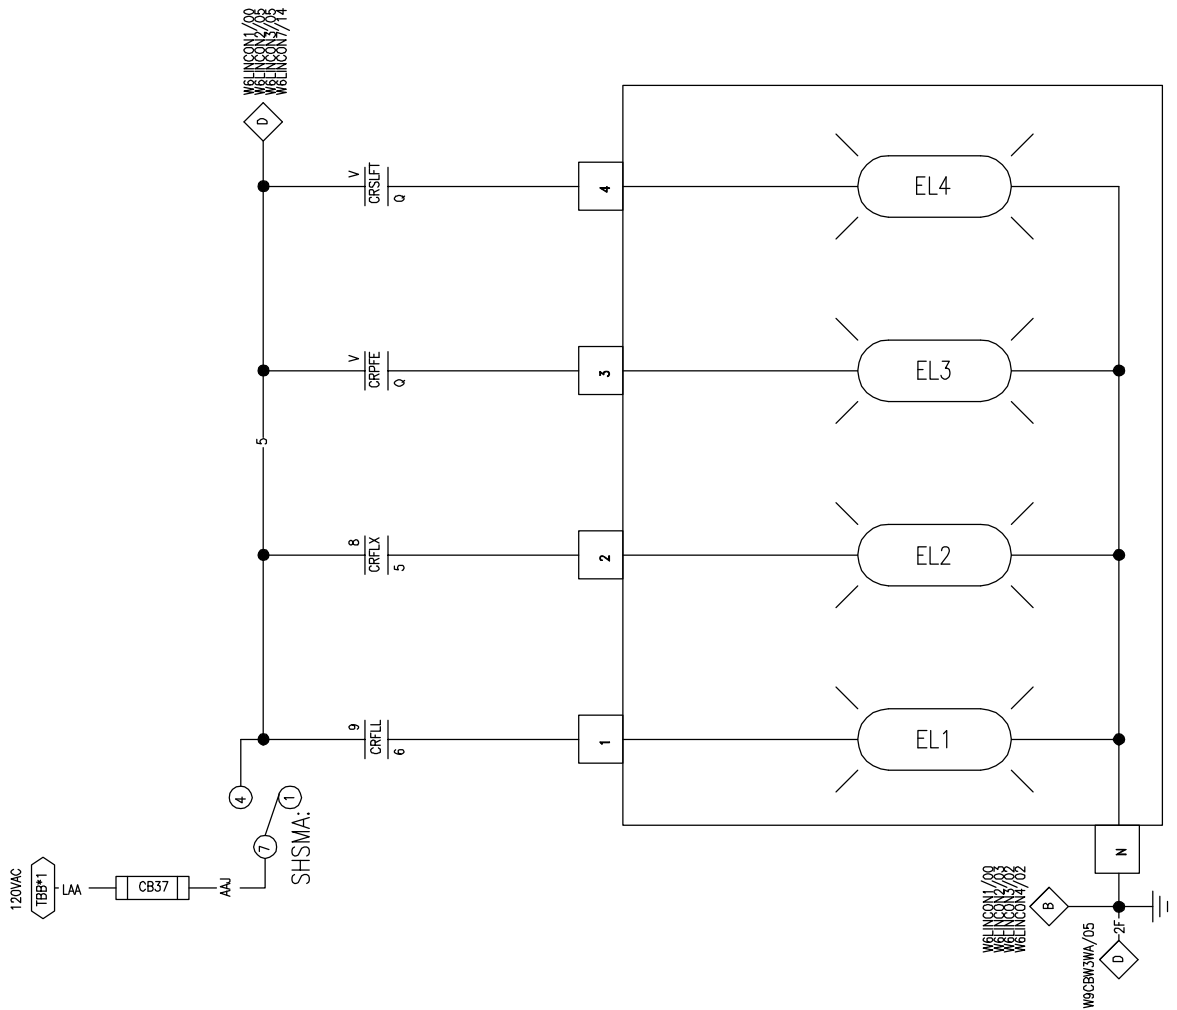 W6LINCON1/00
W6LINCON2/05
W6LINCON3/05
W6LINCON7/14
D
V
CRSLFT
Q
4
EL4
V
CRPFE
Q
3
EL3
5
8
CRFLX
5
2
EL2
9
CRFLL
6
1
EL1
4
1
7
SHSMA:
120VAC
TBB*1
LAA
CB37
AAJ
N
W6LINCON1/00
W6LINCON2/03
W6LINCON3/02
W6LINCON4/02
B
2F
W9CBW3WA/05
D